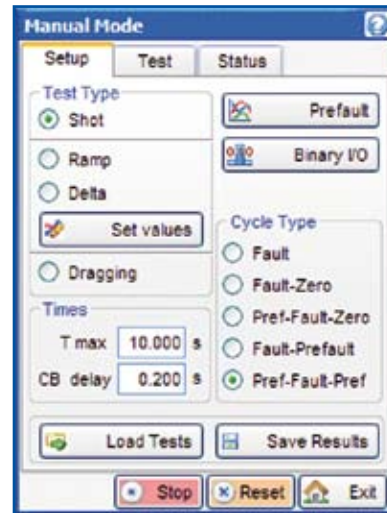 Manual Mode
Setup
Test
Status
Test Type
Shot
Ramp
Delta
Set values
Dragging
Times
T max 10.000 s
CB delay 0.200 s
Prefault
Binary I/O
Cycle Type
Fault
Fault-Zero
Pref-Fault-Zero
Fault-Prefault
Pref-Fault-Pref
Load Tests
Save Results
Stop
Reset
Exit